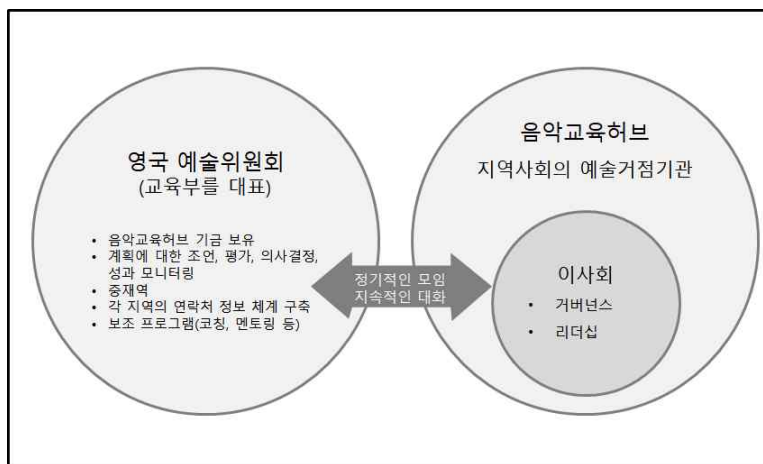 영국 예술위원회
(교육부를 대표)
• 음악교육허브 기금 보유
• 계획에 대한 조언, 평가, 의사결정,
성과 모니터링
• 중재역
• 각 지역의 연락처 정보 체계 구축
• 보조 프로그램(코칭, 멘토링 등)
정기적인 모임
지속적인 대화
음악교육허브
지역사회의 예술거점기관
이사회
• 거버넌스
• 리더십